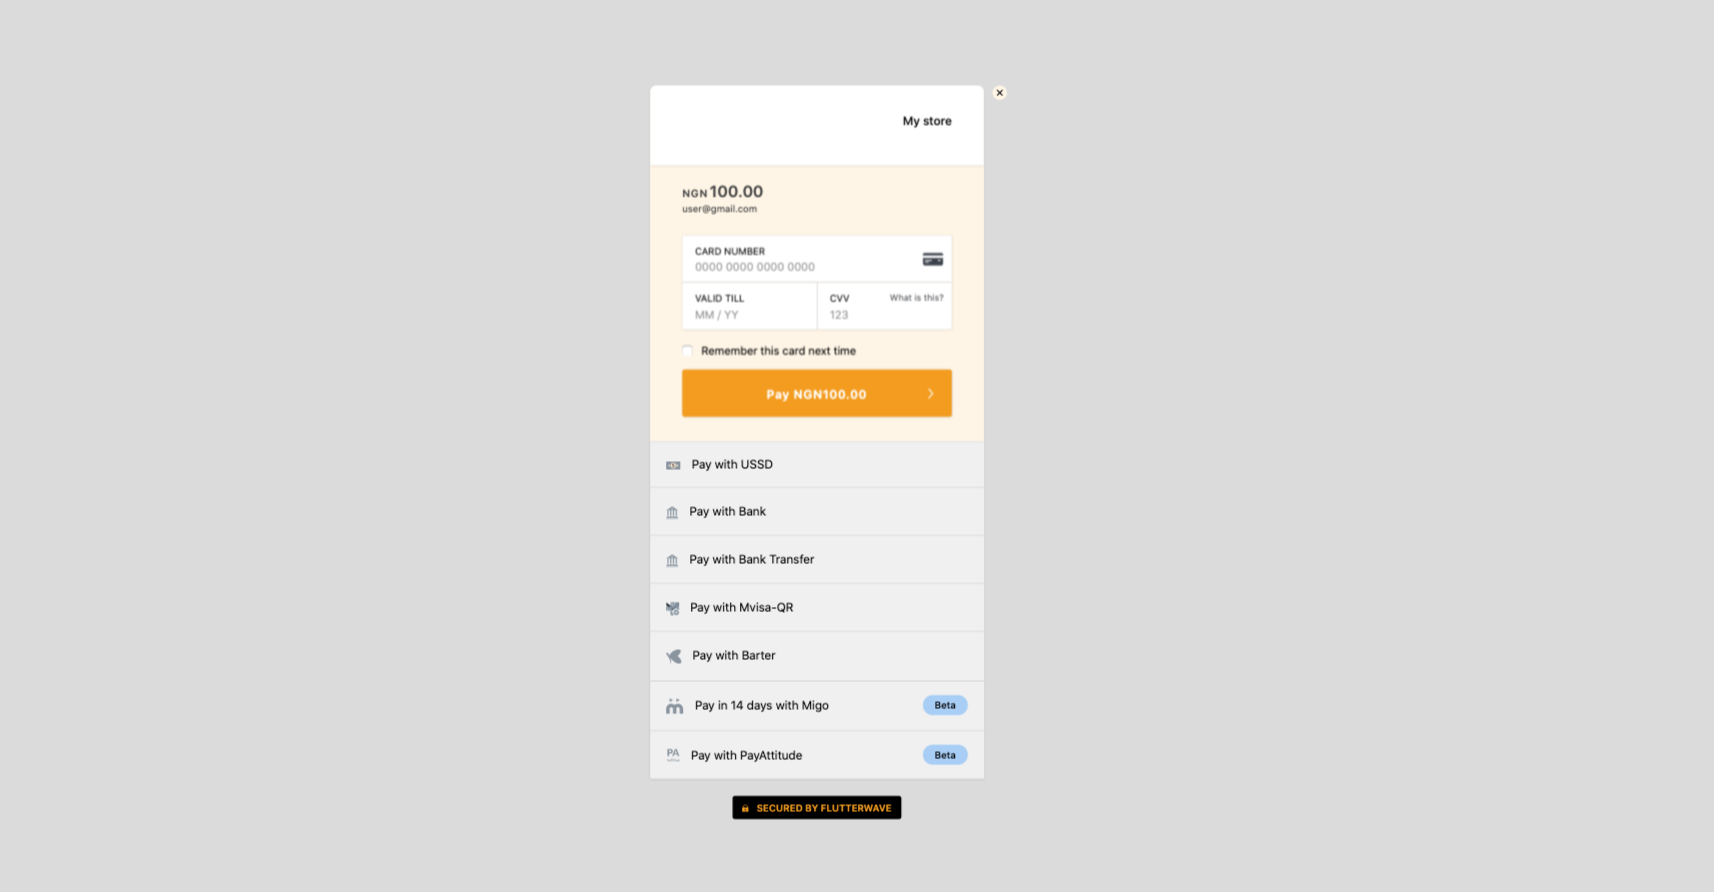 My store
NGN 100.00
user@gmail.com
CARD NUMBER
0000 0000 0000 0000
VALID TILL
MM / YY
CVV
What is this?
123
Remember this card next time
Pay NGN100.00
Pay with USSD
Pay with Bank
Pay with Bank Transfer
Pay with Mvisa-QR
Pay with Barter
Pay in 14 days with Migo
Beta
PA
Pay with PayAttitude
Beta
SECURED BY FLUTTERWAVE